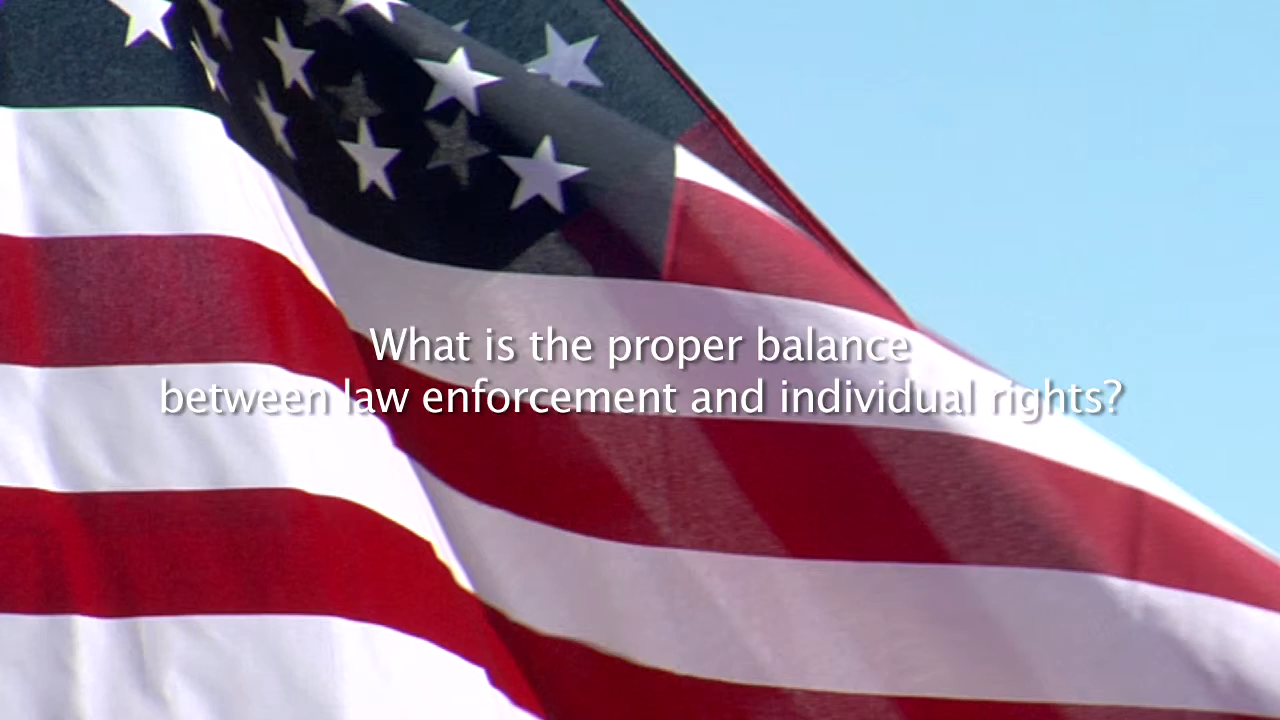 What is the proper balance
between law enforcement and individual rights?